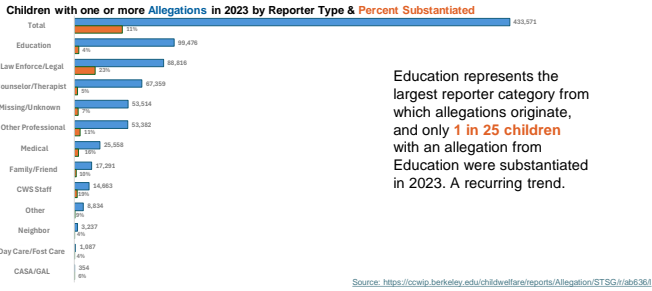 Children with one or more Allegations in 2023 by Reporter Type & Percent Substantiated
Total 433,571
11%
Education 99,476
4%
Law Enforce/Legal 88,816
23%
ounselor/Therapist 67,359
5%
Missing/Unknown 53,514
7%
Other Professional 53,382
11%
Medical 25,558
16%
Family/Friend 17,291
10%
CWS Staff 14,663
19%
Other 8,834
9%
Neighbor 3,237
4%
Day Care/Fost Care 1,087
4%
CASA/GAL 354
6%
Education represents the
largest reporter category from
which allegations originate,
and only 1 in 25 children
with an allegation from
Education were substantiated
in 2023. A recurring trend.
Source: https://ccwip.berkeley.edu/childwelfare/reports/Allegation/STSG/r/ab636/l